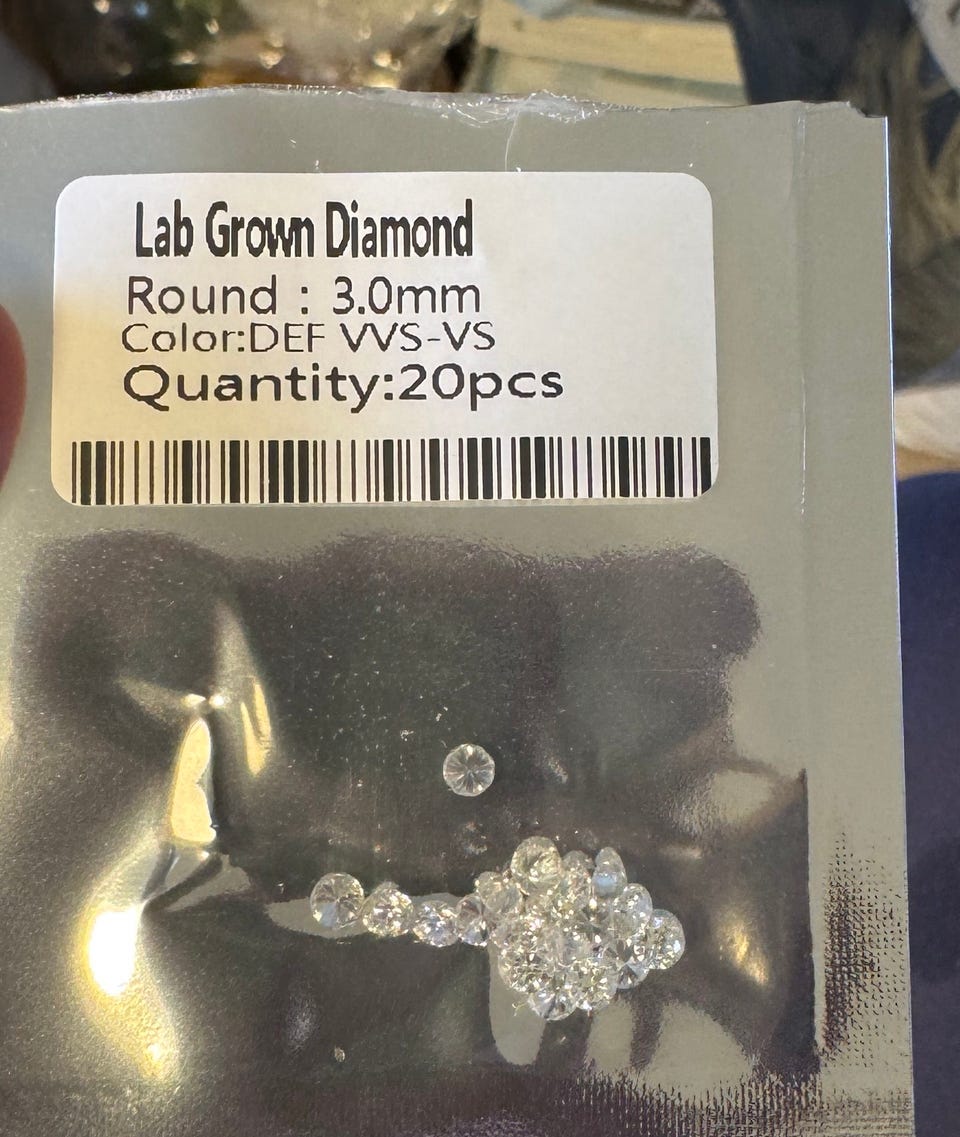 Lab Grown Diamond
Round : 3.0mm
Color:DEF VVS-VS
Quantity:20pcs